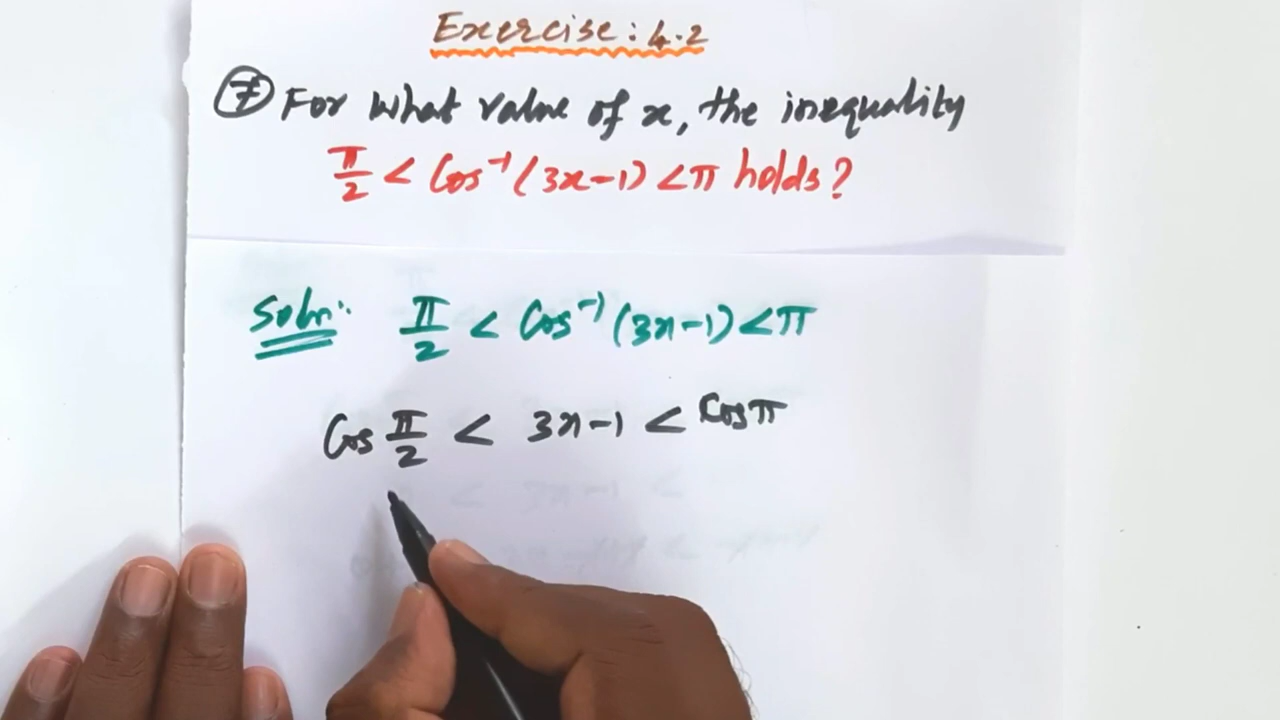 Exercise: 4.2
⑦ For what value of x, the inequality
π/2 < Cos⁻¹(3x-1) < π holds?
Soln: π/2 < Cos⁻¹(3x-1) < π
Cos π/2 < 3x-1 < Cos π